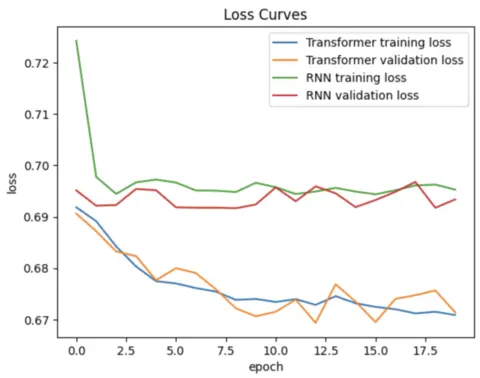 Loss Curves
Transformer training loss
Transformer validation loss
RNN training loss
RNN validation loss
0.72
0.71
0.70
0.69
0.68
0.67
loss
0.0 2.5 5.0 7.5 10.0 12.5 15.0 17.5
epoch